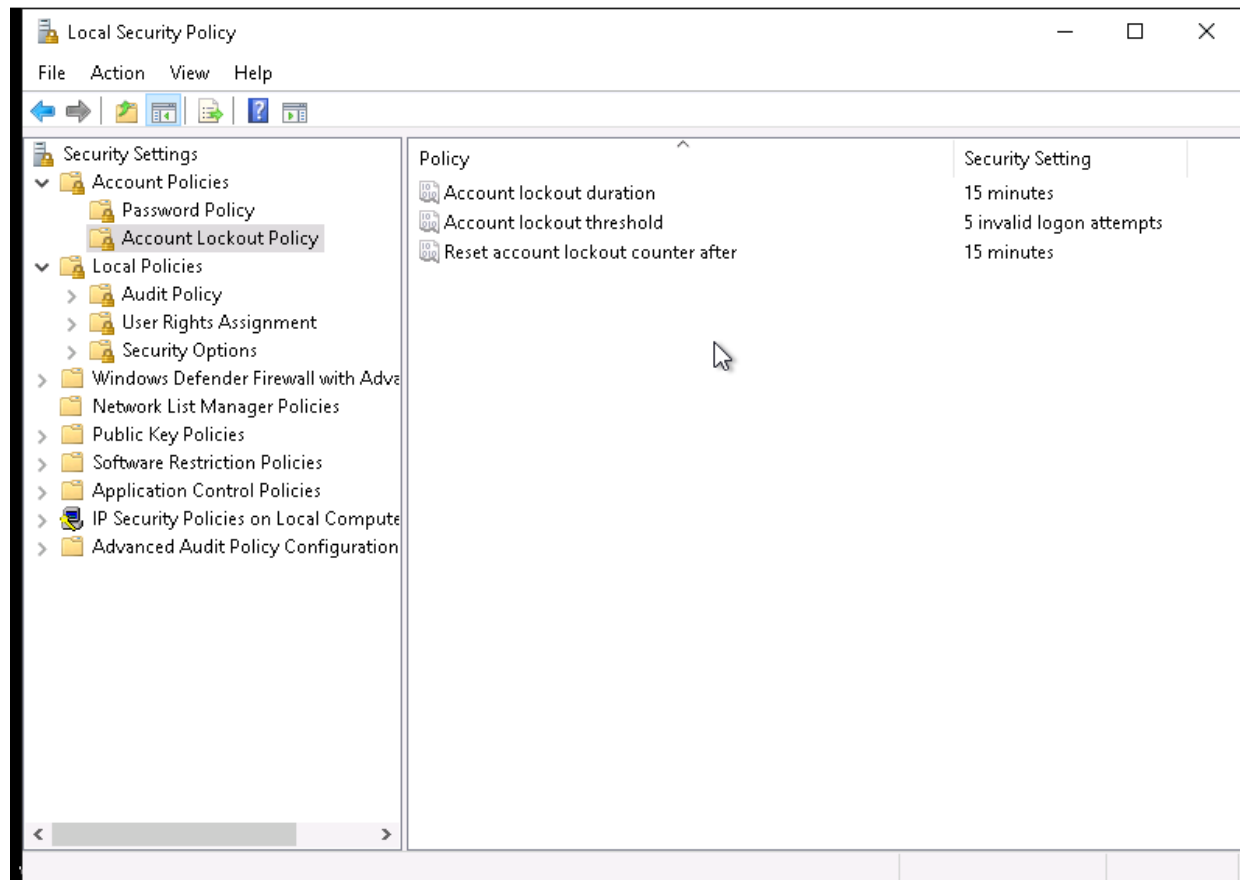 Local Security Policy
File Action View Help
Security Settings
Account Policies
Password Policy
Account Lockout Policy
Local Policies
Audit Policy
User Rights Assignment
Security Options
Windows Defender Firewall with Adva
Network List Manager Policies
Public Key Policies
Software Restriction Policies
Application Control Policies
IP Security Policies on Local Compute
Advanced Audit Policy Configuration
Policy Security Setting
Account lockout duration 15 minutes
Account lockout threshold 5 invalid logon attempts
Reset account lockout counter after 15 minutes